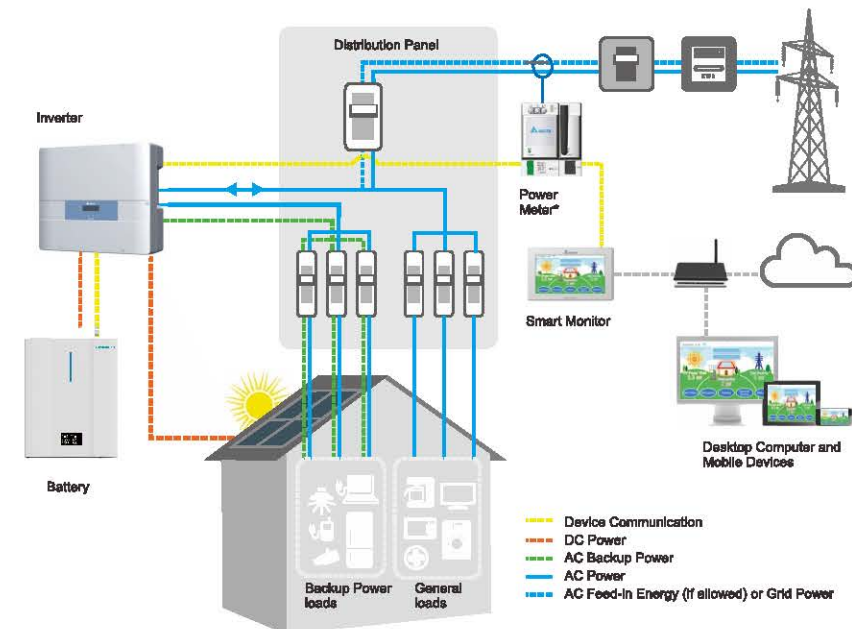 Distribution Panel
Inverter
Power
Meter*
Smart Monitor
Battery
Desktop Computer and
Mobile Devices
Backup Power
loads
General
loads
Device Communication
DC Power
AC Backup Power
AC Power
AC Feed-in Energy (if allowed) or Grid Power